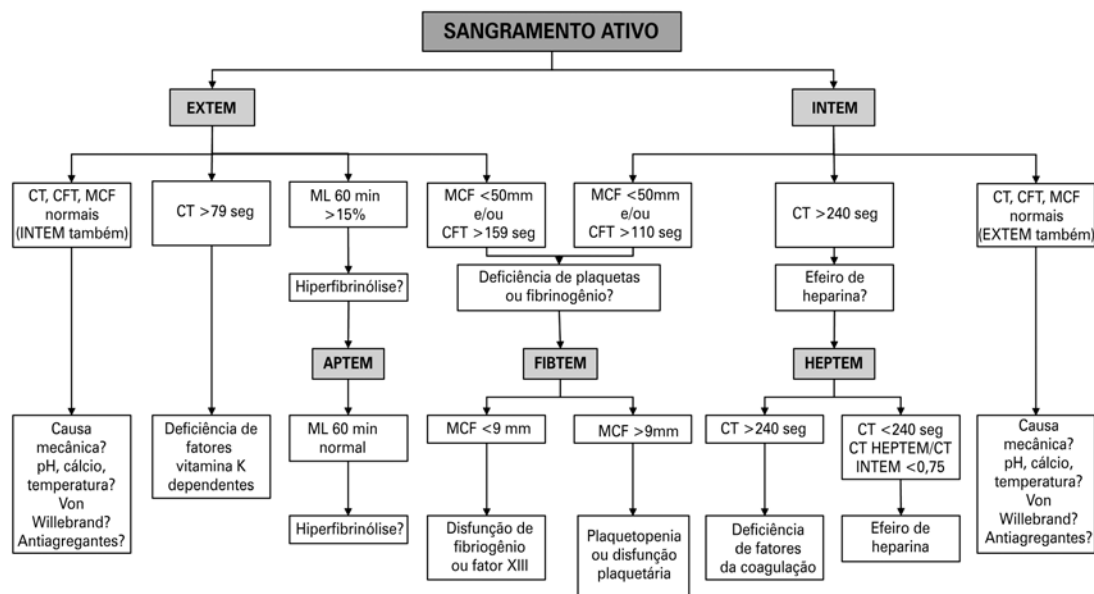 SANGRAMENTO ATIVO
EXTEM
INTEM
CT, CFT, MCF
normais
(INTEM também)
CT >79 seg
ML 60 min
>15%
MCF <50mm
e/ou
CFT >159 seg
MCF <50mm
e/ou
CFT >110 seg
CT >240 seg
CT, CFT, MCF
normais
(EXTEM também)
Hiperfibrinólise?
Deficiência de plaquetas
ou fibrinogênio?
Efeiro de
heparina?
APTEM
FIBTEM
HEPTEM
Causa
mecânica?
pH, cálcio,
temperatura?
Von
Willebrand?
Antiagregantes?
Deficiência de
fatores
vitamina K
dependentes
ML 60 min
normal
MCF <9 mm
MCF >9mm
CT >240 seg
CT <240 seg
CT HEPTEM/CT
INTEM <0,75
Causa
mecânica?
pH, cálcio,
temperatura?
Von
Willebrand?
Antiagregantes?
Hiperfibrinólise?
Disfunção de
fibriogênio
ou fator XIII
Plaquetopenia
ou disfunção
plaquetária
Deficiência
de fatores
da coagulação
Efeiro de
heparina